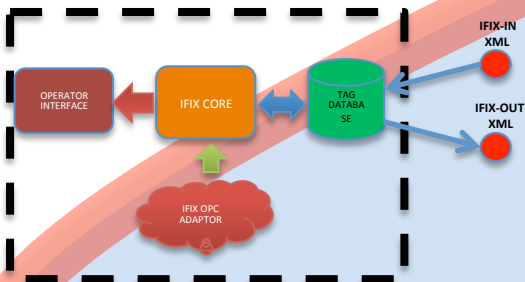 IFIX-IN
XML
OPERATOR
INTERFACE
IFIX CORE
TAG
DATABA
SE
IFIX-OUT
XML
IFIX OPC
ADAPTOR